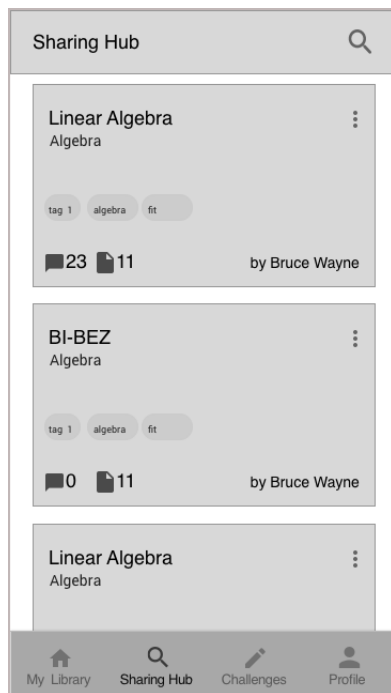 Sharing Hub
Linear Algebra
Algebra
tag 1 algebra fit
23 11 by Bruce Wayne
BI-BEZ
Algebra
tag 1 algebra fit
0 11 by Bruce Wayne
Linear Algebra
Algebra
My Library Sharing Hub Challenges Profile